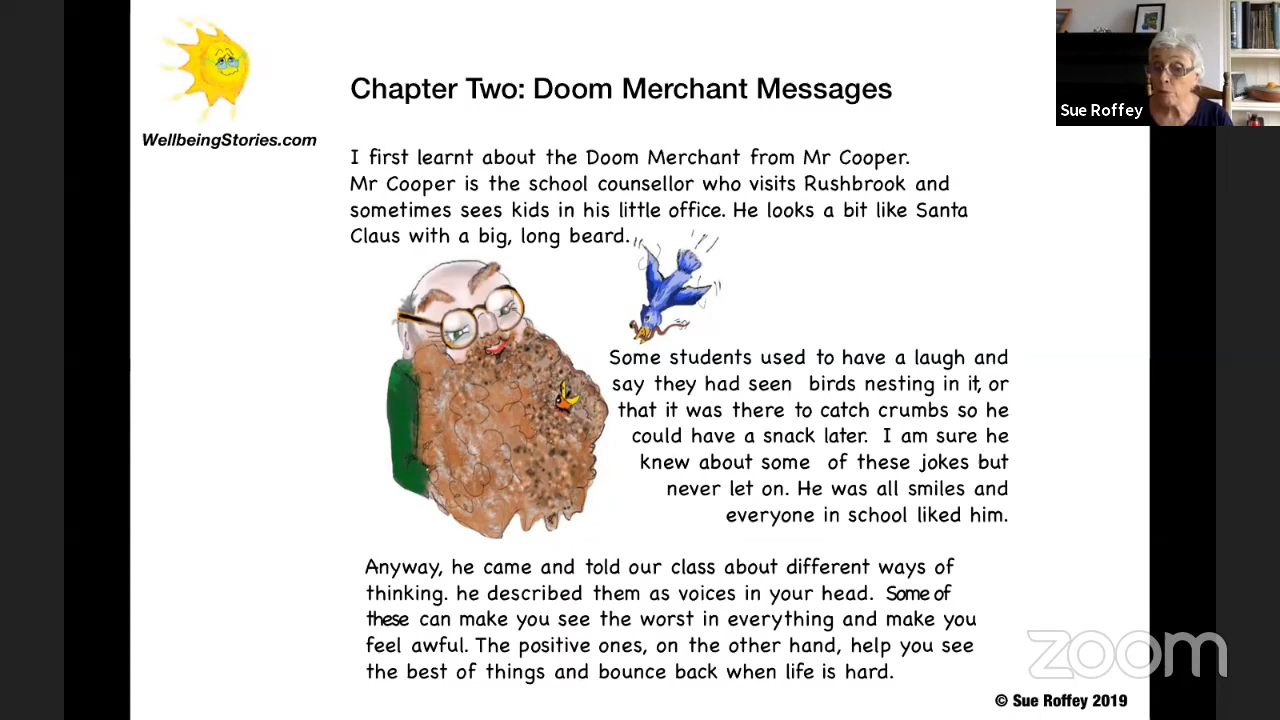 Chapter Two: Doom Merchant Messages
Sue Roffey
WellbeingStories.com
I first learnt about the Doom Merchant from Mr Cooper.
Mr Cooper is the school counsellor who visits Rushbrook and
sometimes sees kids in his little office. He looks a bit like Santa
Claus with a big, long beard.
Some students used to have a laugh and
say they had seen birds nesting in it, or
that it was there to catch crumbs so he
could have a snack later. I am sure he
knew about some of these jokes but
never let on. He was all smiles and
everyone in school liked him.
Anyway, he came and told our class about different ways of
thinking. he described them as voices in your head. Some of
these can make you see the worst in everything and make you
feel awful. The positive ones, on the other hand, help you see
the best of things and bounce back when life is hard.
zoom
© Sue Roffey 2019